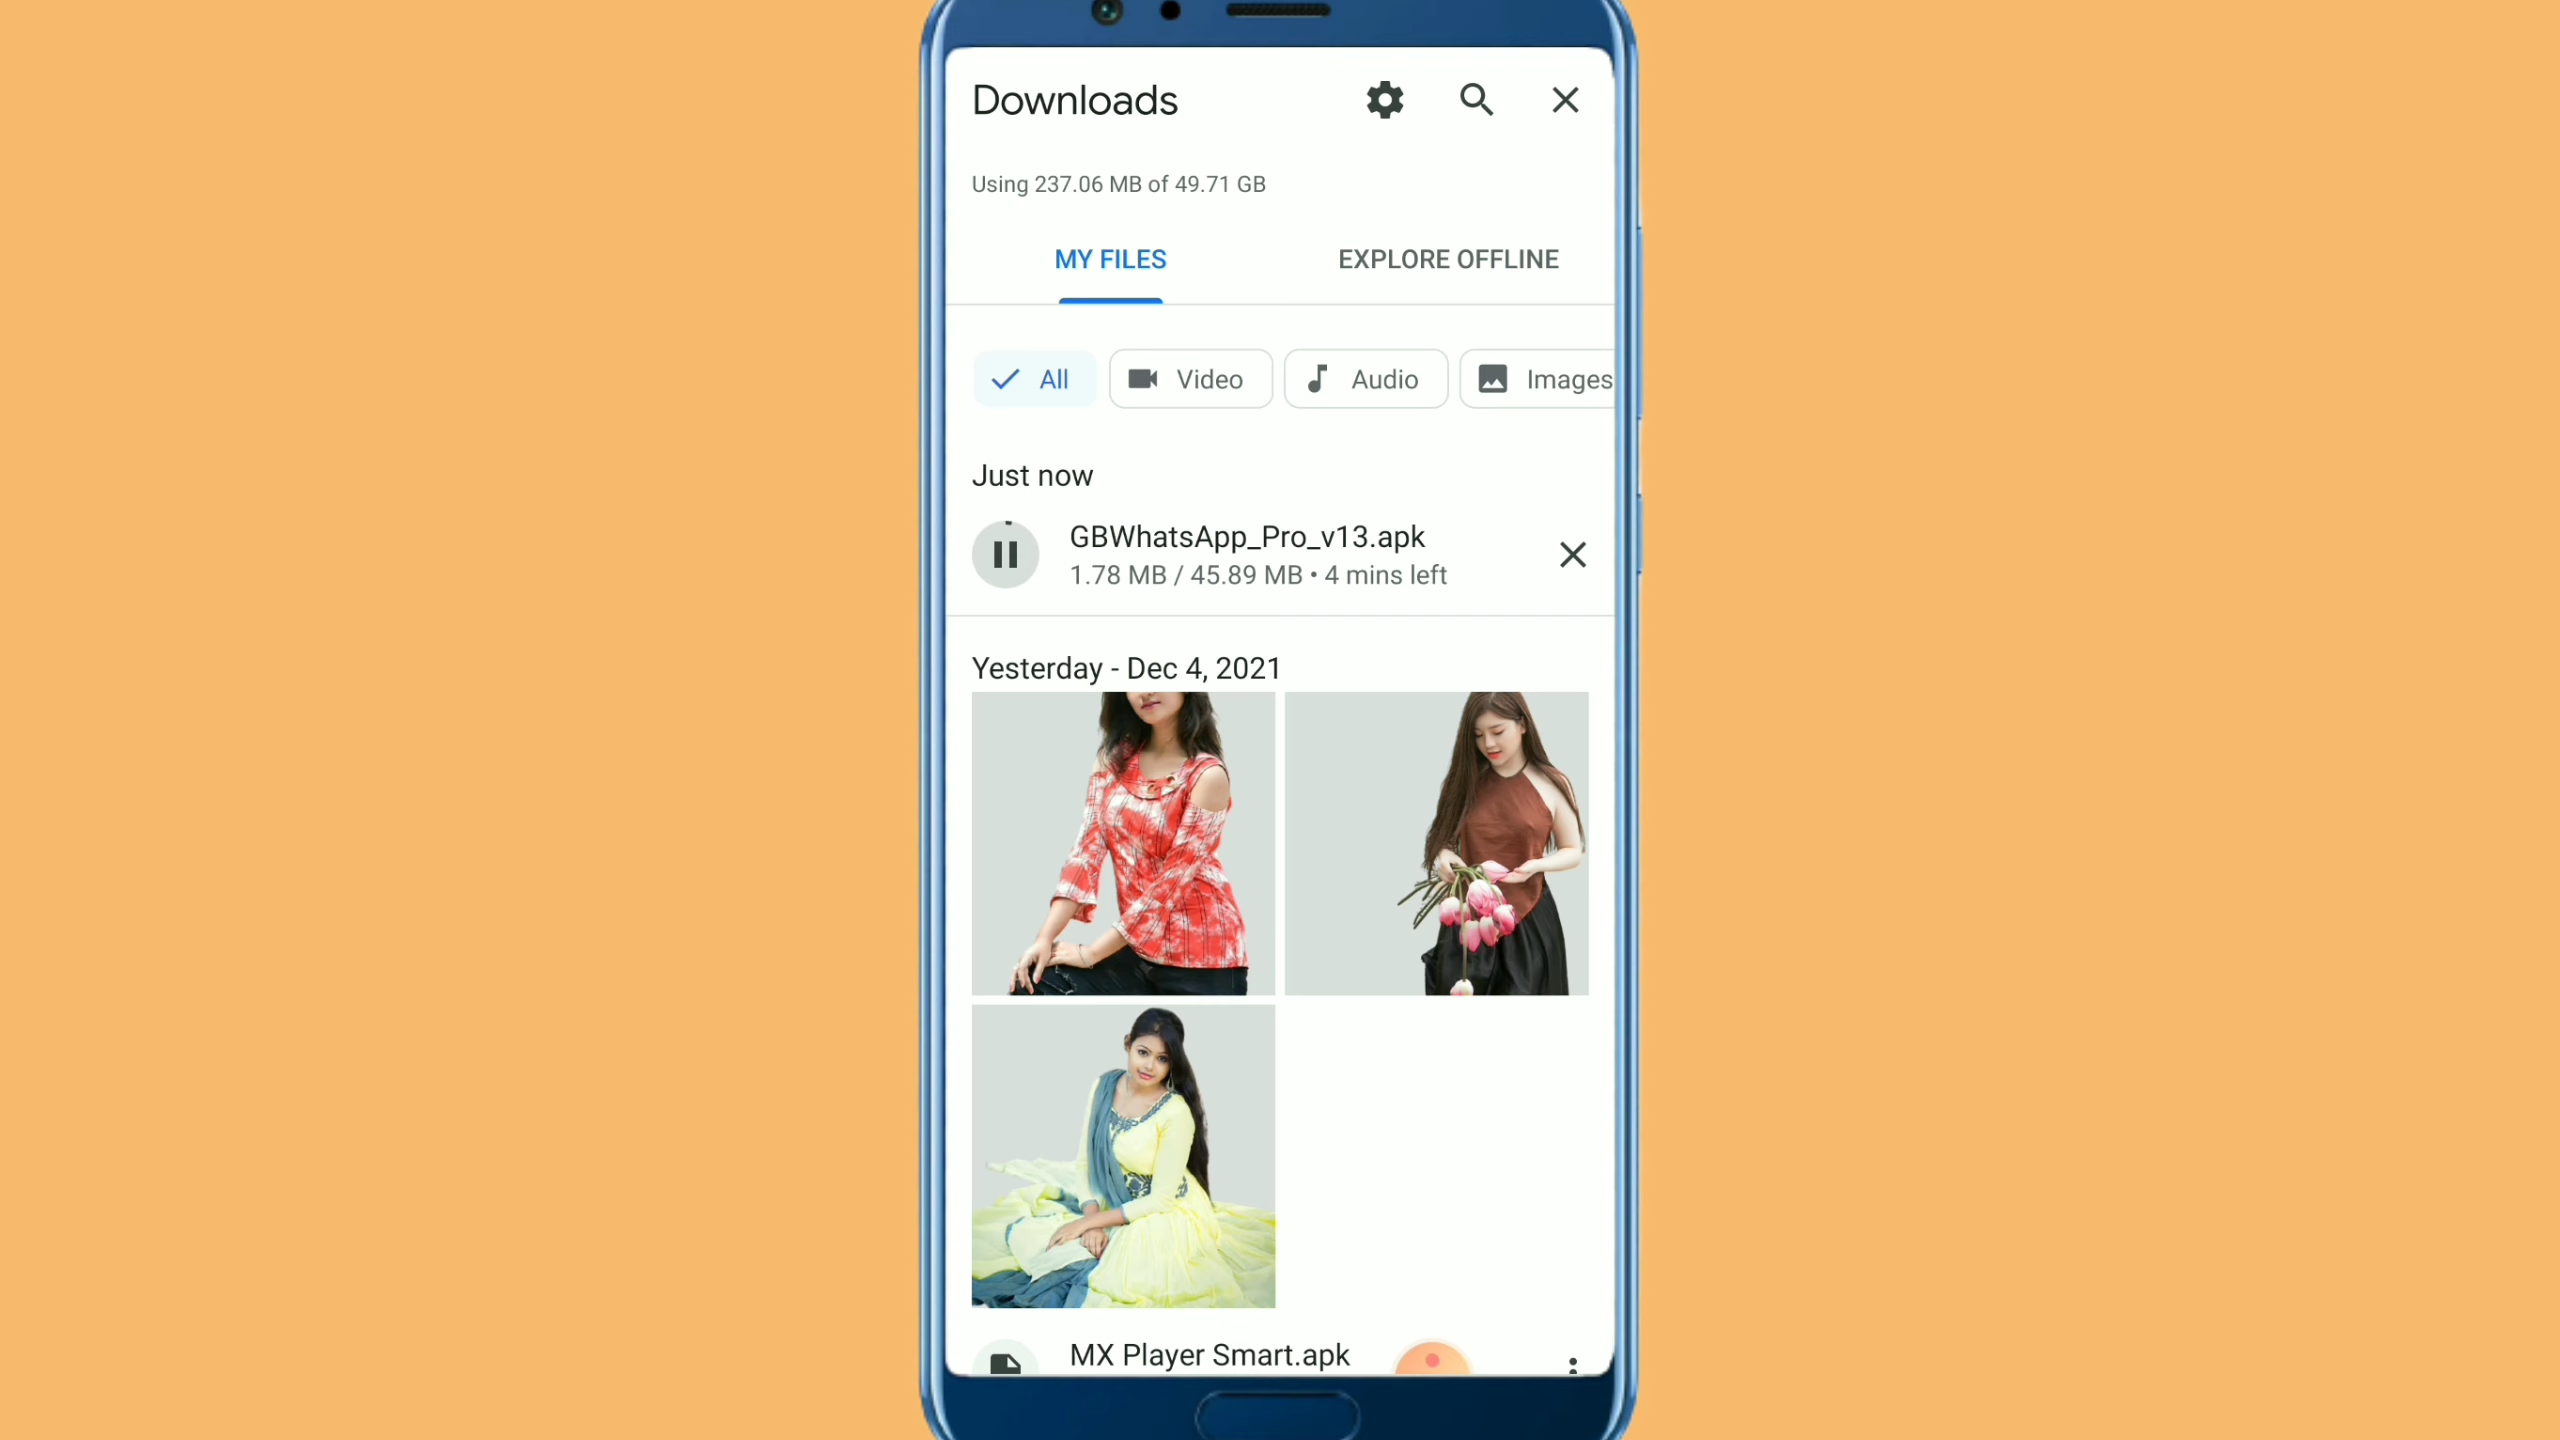 Downloads
Using 237.06 MB of 49.71 GB
MY FILES EXPLORE OFFLINE
All Video Audio Images
Just now
GBWhatsApp_Pro_v13.apk
1.78 MB / 45.89 MB • 4 mins left
Yesterday - Dec 4, 2021
MX Player Smart.apk